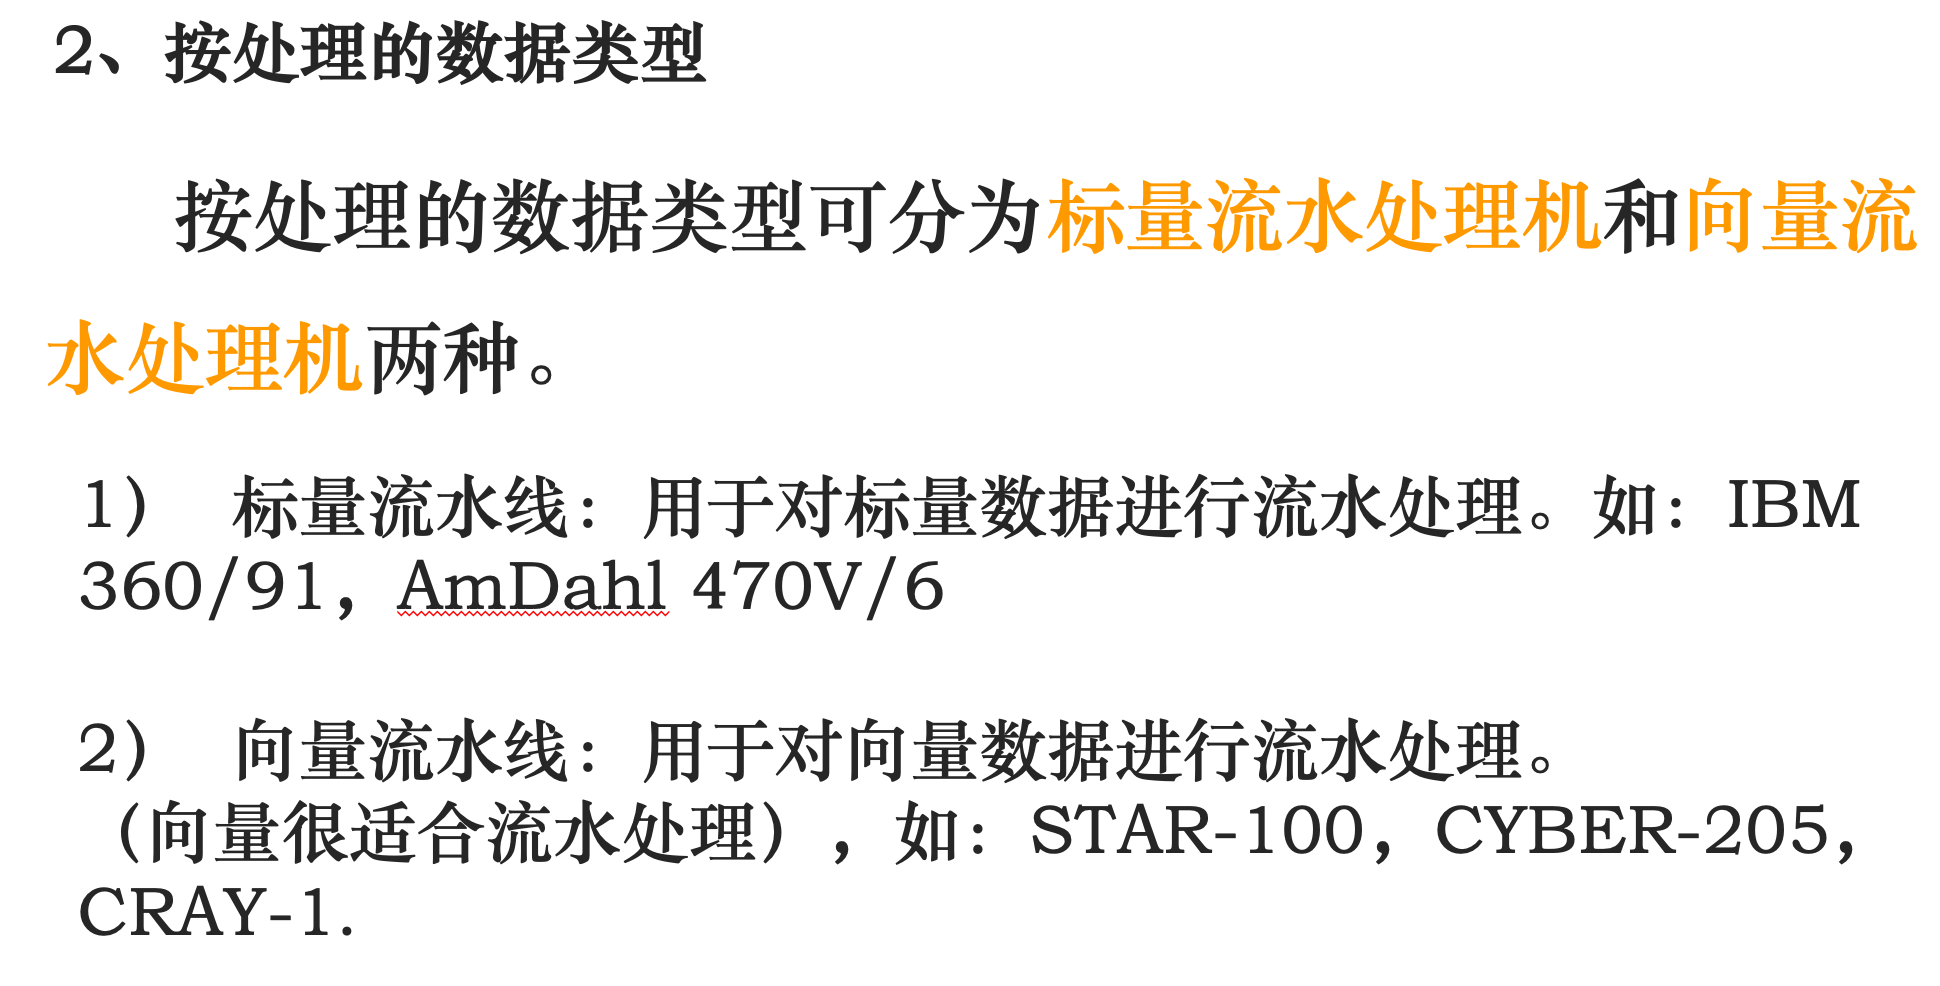 2、按处理的数据类型
按处理的数据类型可分为标量流水处理机和向量流
水处理机两种。
1） 标量流水线：用于对标量数据进行流水处理。如：IBM
360/91，AmDahl 470V/6
2） 向量流水线：用于对向量数据进行流水处理。
（向量很适合流水处理），如：STAR-100，CYBER-205，
CRAY-1.